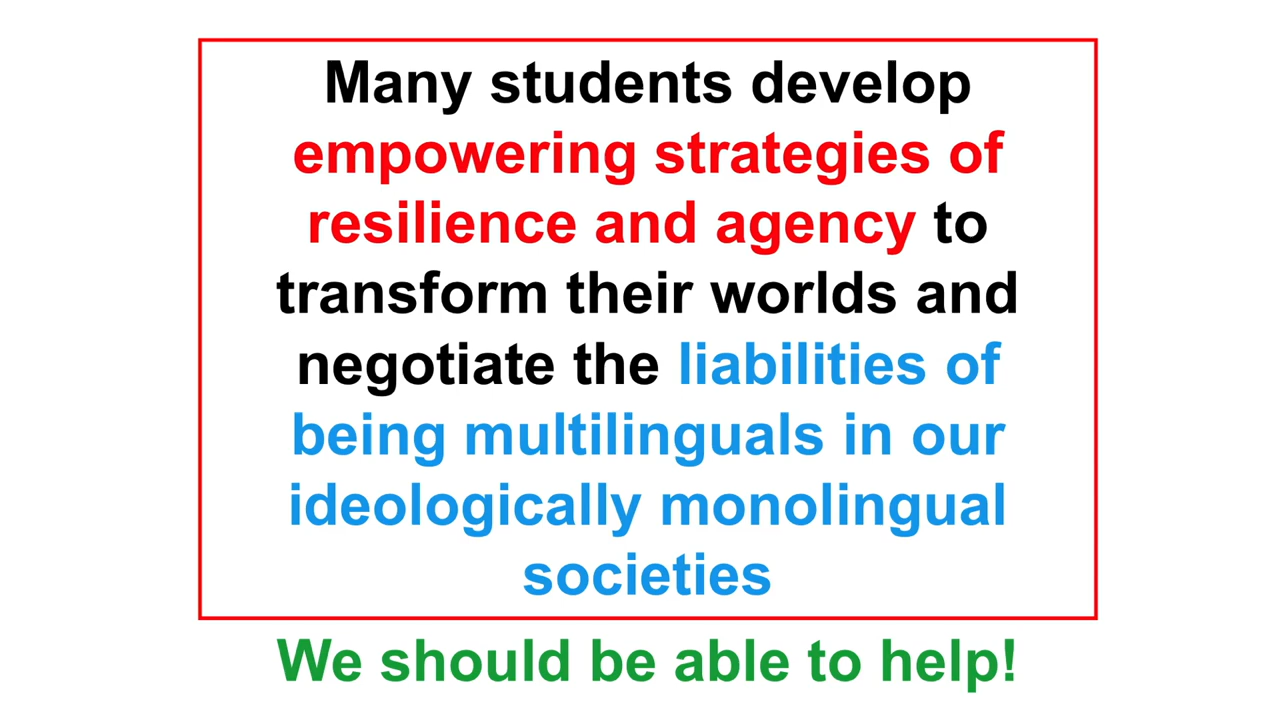 Many students develop
empowering strategies of
resilience and agency to
transform their worlds and
negotiate the liabilities of
being multilinguals in our
ideologically monolingual
societies
We should be able to help!